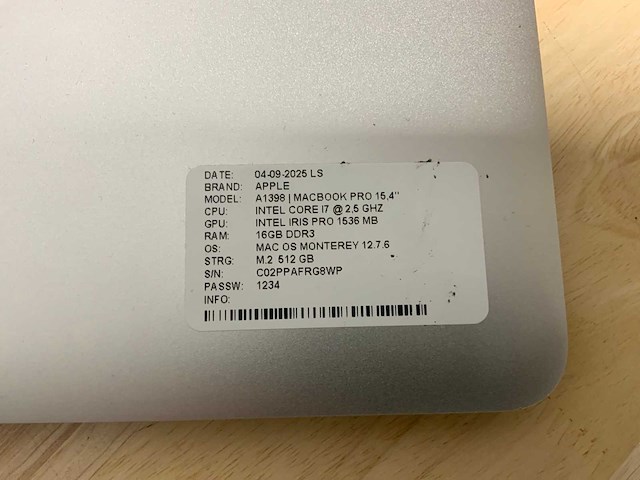 DATE: 04-09-2025 LS
BRAND: APPLE
MODEL: A1398 | MACBOOK PRO 15,4"
CPU: INTEL CORE I7 @ 2,5 GHZ
GPU: INTEL IRIS PRO 1536 MB
RAM: 16GB DDR3
OS: MAC OS MONTEREY 12.7.6
STRG: M.2 512 GB
S/N: C02PPAFRG8WP
PASSW: 1234
INFO: